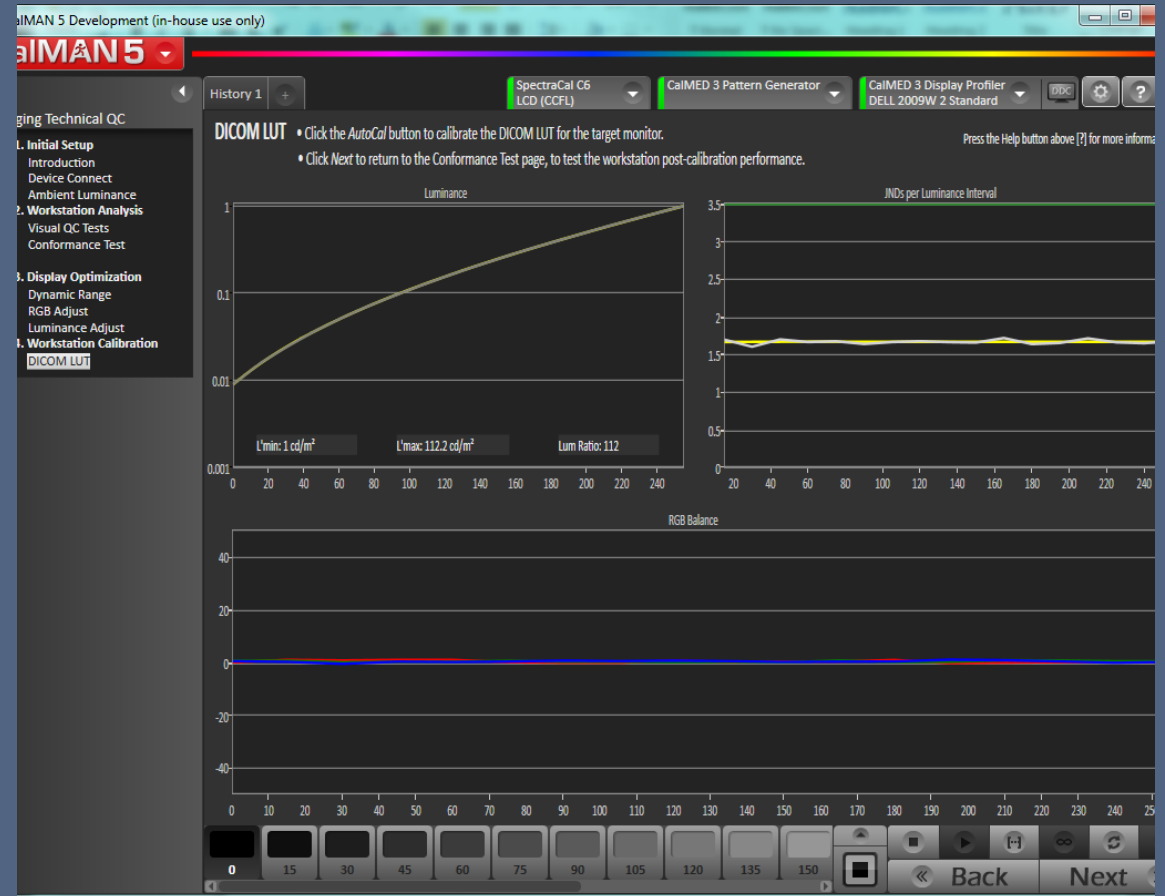 alMAN 5 Development (in-house use only)
alMAN 5
History 1 +
SpectraCal C6
LCD (CCFL)
CalMED 3 Pattern Generator
CalMED 3 Display Profiler
DELL 2009W 2 Standard
DDC
?
ging Technical QC
1. Initial Setup
Introduction
Device Connect
Ambient Luminance
2. Workstation Analysis
Visual QC Tests
Conformance Test
3. Display Optimization
Dynamic Range
RGB Adjust
Luminance Adjust
4. Workstation Calibration
DICOM LUT
DICOM LUT • Click the AutoCal button to calibrate the DICOM LUT for the target monitor.
• Click Next to return to the Conformance Test page, to test the workstation post-calibration performance.
Press the Help button above [?] for more informa
Luminance
1
0.1
0.01
0.001
L'min: 1 cd/m² L'max: 112.2 cd/m² Lum Ratio: 112
0 20 40 60 80 100 120 140 160 180 200 220 240
JNDs per Luminance Interval
3.5
3
2.5
2
1.5
1
0.5
0
20 40 60 80 100 120 140 160 180 200 220 240
RGB Balance
40
20
0
-20
-40
0 10 20 30 40 50 60 70 80 90 100 110 120 130 140 150 160 170 180 190 200 210 220 230 240 25
0 15 30 45 60 75 90 105 120 135 150
« Back Next